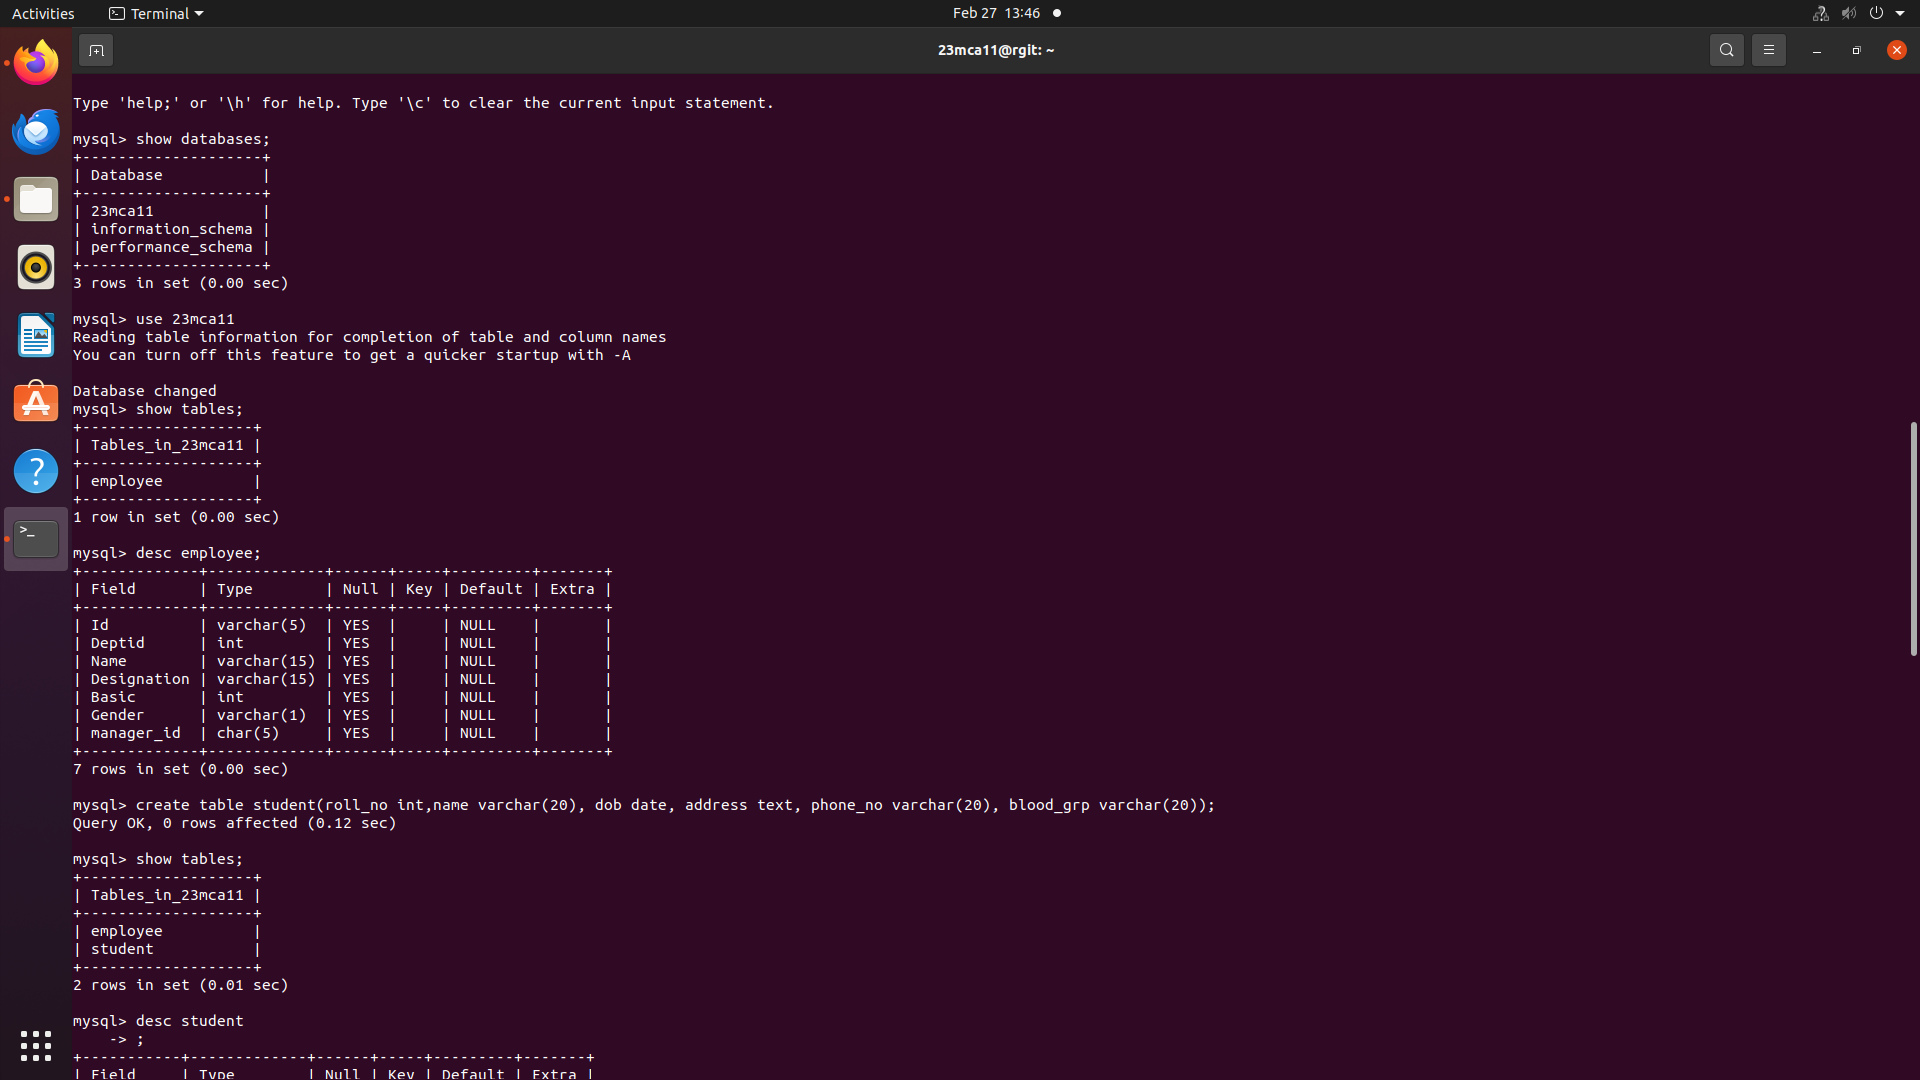 Activities
Terminal
Feb 27 13:46
23mca11@rgit: ~
Type 'help;' or '\h' for help. Type '\c' to clear the current input statement.
mysql> show databases;
+--------------------+
| Database           |
+--------------------+
| 23mca11            |
| information_schema |
| performance_schema |
+--------------------+
3 rows in set (0.00 sec)
mysql> use 23mca11
Reading table information for completion of table and column names
You can turn off this feature to get a quicker startup with -A
Database changed
mysql> show tables;
+-------------------+
| Tables_in_23mca11 |
+-------------------+
| employee          |
+-------------------+
1 row in set (0.00 sec)
mysql> desc employee;
+-------------+-------------+------+-----+---------+-------+
| Field       | Type        | Null | Key | Default | Extra |
+-------------+-------------+------+-----+---------+-------+
| Id          | varchar(5)  | YES  |     | NULL    |       |
| Deptid      | int         | YES  |     | NULL    |       |
| Name        | varchar(15) | YES  |     | NULL    |       |
| Designation | varchar(15) | YES  |     | NULL    |       |
| Basic       | int         | YES  |     | NULL    |       |
| Gender      | varchar(1)  | YES  |     | NULL    |       |
| manager_id  | char(5)     | YES  |     | NULL    |       |
+-------------+-------------+------+-----+---------+-------+
7 rows in set (0.00 sec)
mysql> create table student(roll_no int,name varchar(20), dob date, address text, phone_no varchar(20), blood_grp varchar(20));
Query OK, 0 rows affected (0.12 sec)
mysql> show tables;
+-------------------+
| Tables_in_23mca11 |
+-------------------+
| employee          |
| student           |
+-------------------+
2 rows in set (0.01 sec)
mysql> desc student
    -> ;
+-----------+-------------+------+-----+---------+-------+
| Field     | Type        | Null | Key | Default | Extra |